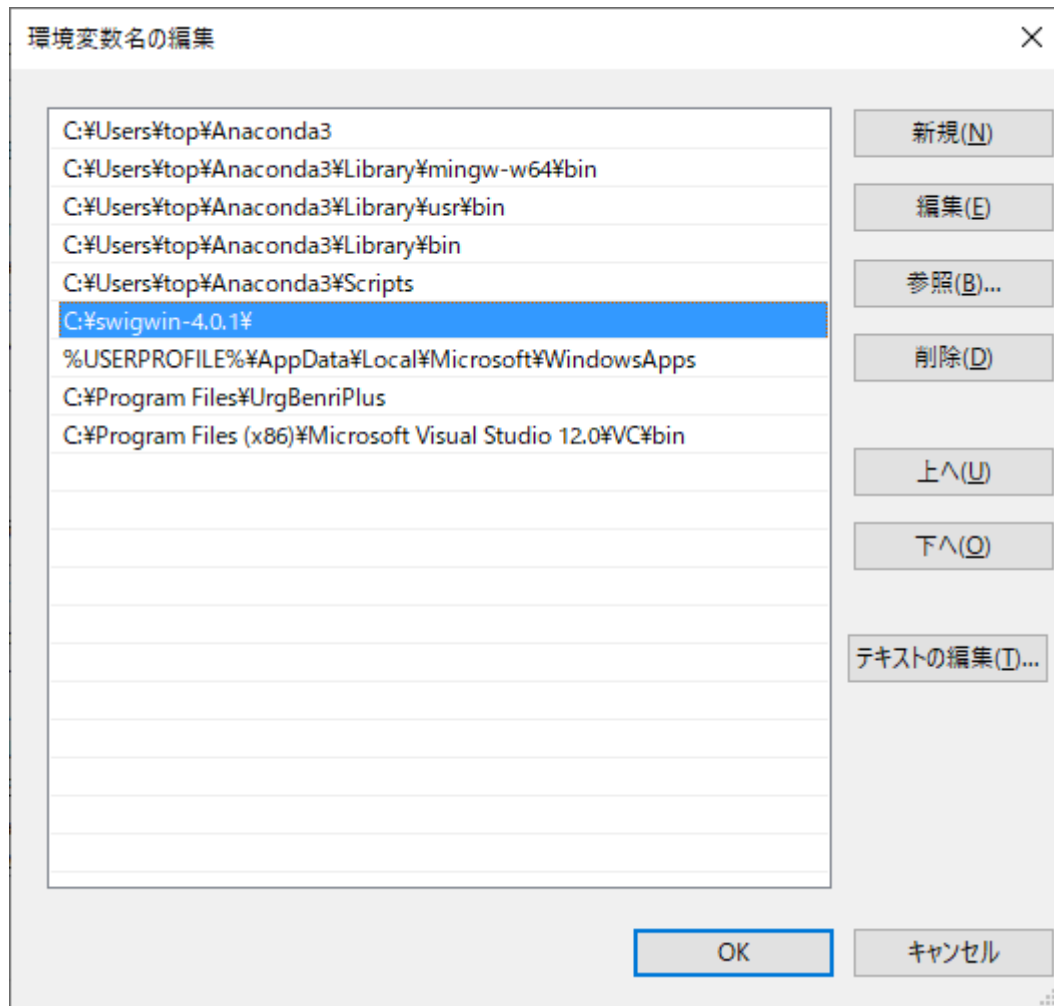 環境変数名の編集
C:¥Users¥top¥Anaconda3
C:¥Users¥top¥Anaconda3¥Library¥mingw-w64¥bin
C:¥Users¥top¥Anaconda3¥Library¥usr¥bin
C:¥Users¥top¥Anaconda3¥Library¥bin
C:¥Users¥top¥Anaconda3¥Scripts
C:¥swigwin-4.0.1¥
%USERPROFILE%¥AppData¥Local¥Microsoft¥WindowsApps
C:¥Program Files¥UrgBenriPlus
C:¥Program Files (x86)¥Microsoft Visual Studio 12.0¥VC¥bin
新規(N)
編集(E)
参照(B)...
削除(D)
上へ(U)
下へ(O)
テキストの編集(T)...
OK
キャンセル